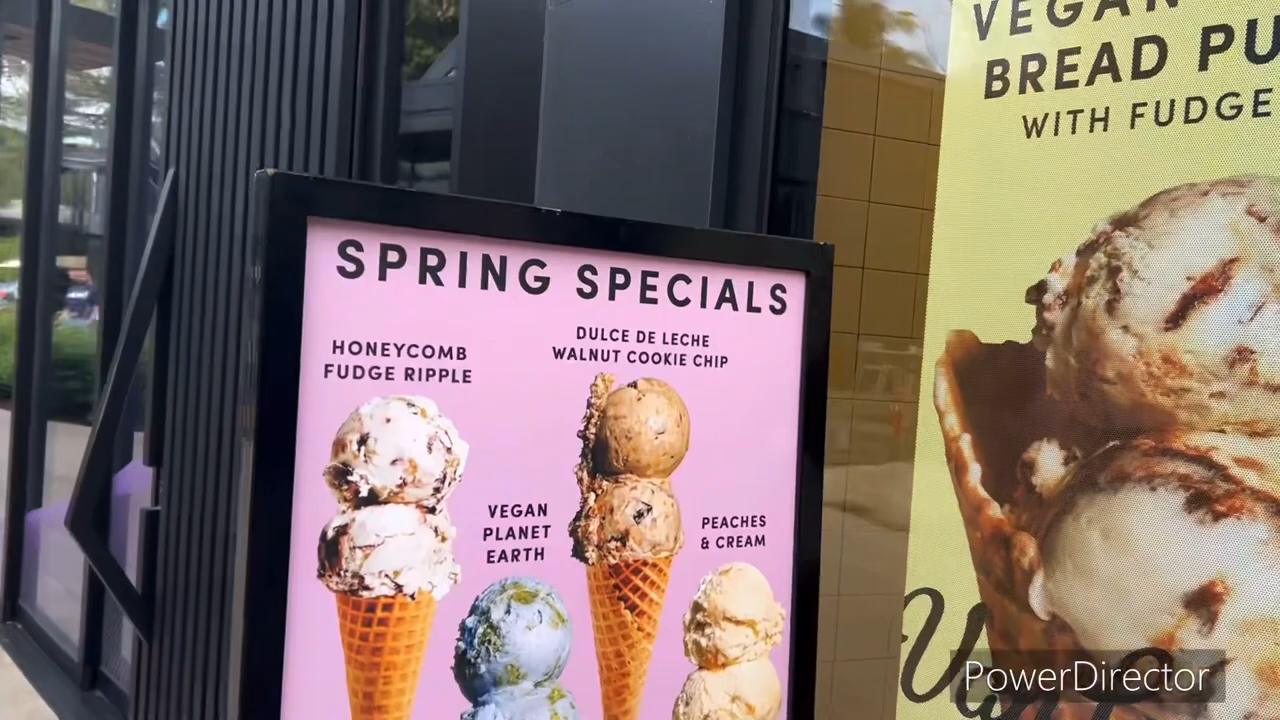 SPRING SPECIALS
HONEYCOMB
FUDGE RIPPLE
DULCE DE LECHE
WALNUT COOKIE CHIP
VEGAN
PLANET
EARTH
PEACHES
& CREAM
VEGAN
BREAD PU
WITH FUDGE
PowerDirector